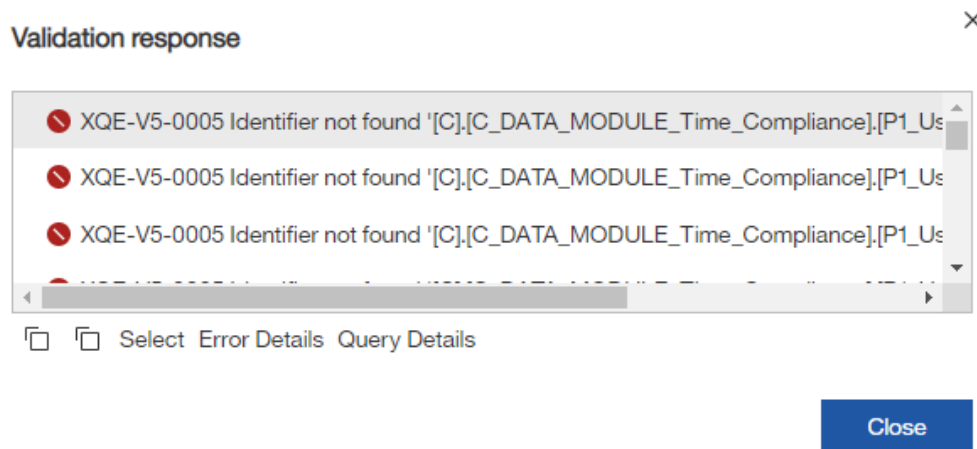 Validation response
XQE-V5-0005 Identifier not found '[C].[C_DATA_MODULE_Time_Compliance].[P1_Us
XQE-V5-0005 Identifier not found '[C].[C_DATA_MODULE_Time_Compliance].[P1_Us
XQE-V5-0005 Identifier not found '[C].[C_DATA_MODULE_Time_Compliance].[P1_Us
Select Error Details Query Details
Close